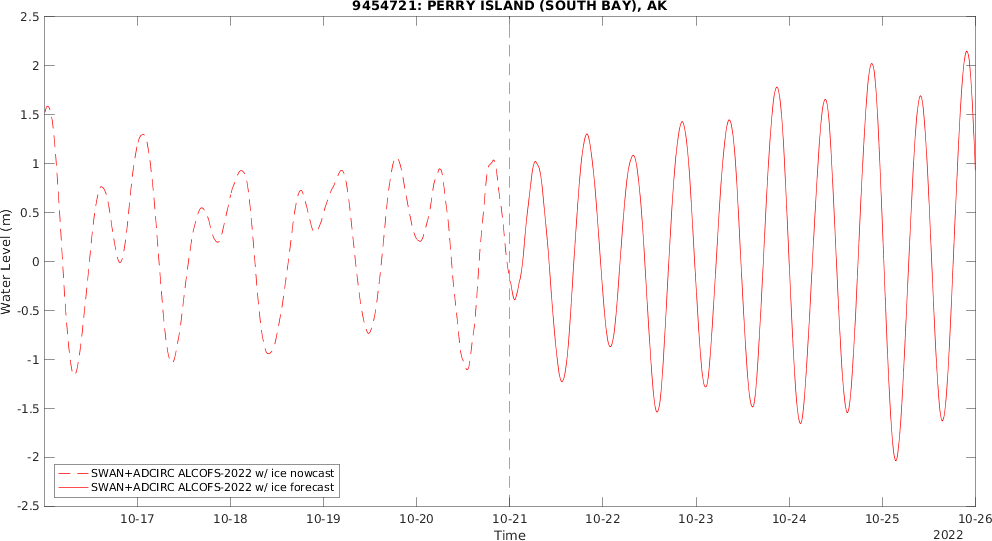 9454721: PERRY ISLAND (SOUTH BAY), AK
2.5
2
1.5
1
0.5
0
-0.5
-1
-1.5
-2
-2.5
Water Level (m)
SWAN+ADCIRC ALCOFS-2022 w/ ice nowcast
SWAN+ADCIRC ALCOFS-2022 w/ ice forecast
10-17 10-18 10-19 10-20 10-21 10-22 10-23 10-24 10-25 10-26
Time
2022